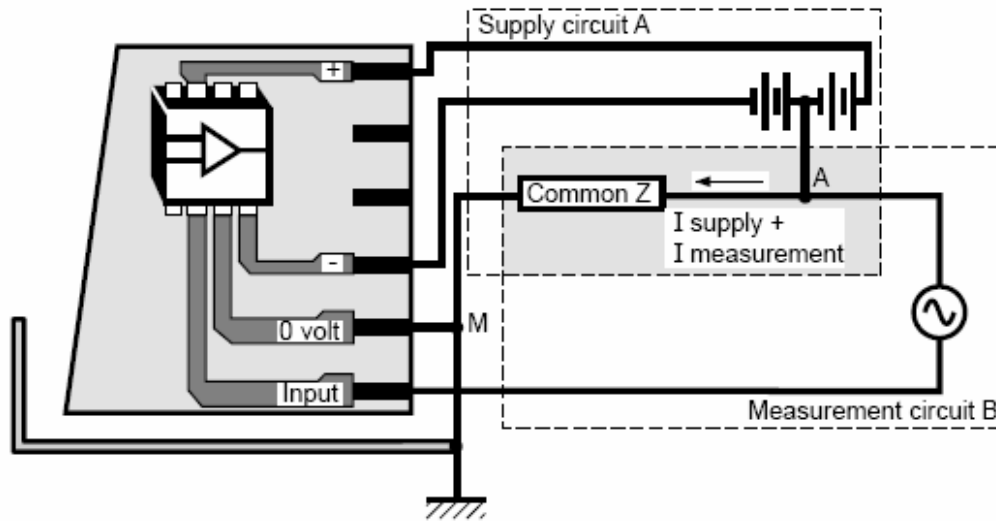 Supply circuit A
+
Common Z
A
I supply +
I measurement
-
0 volt
M
Input
Measurement circuit B